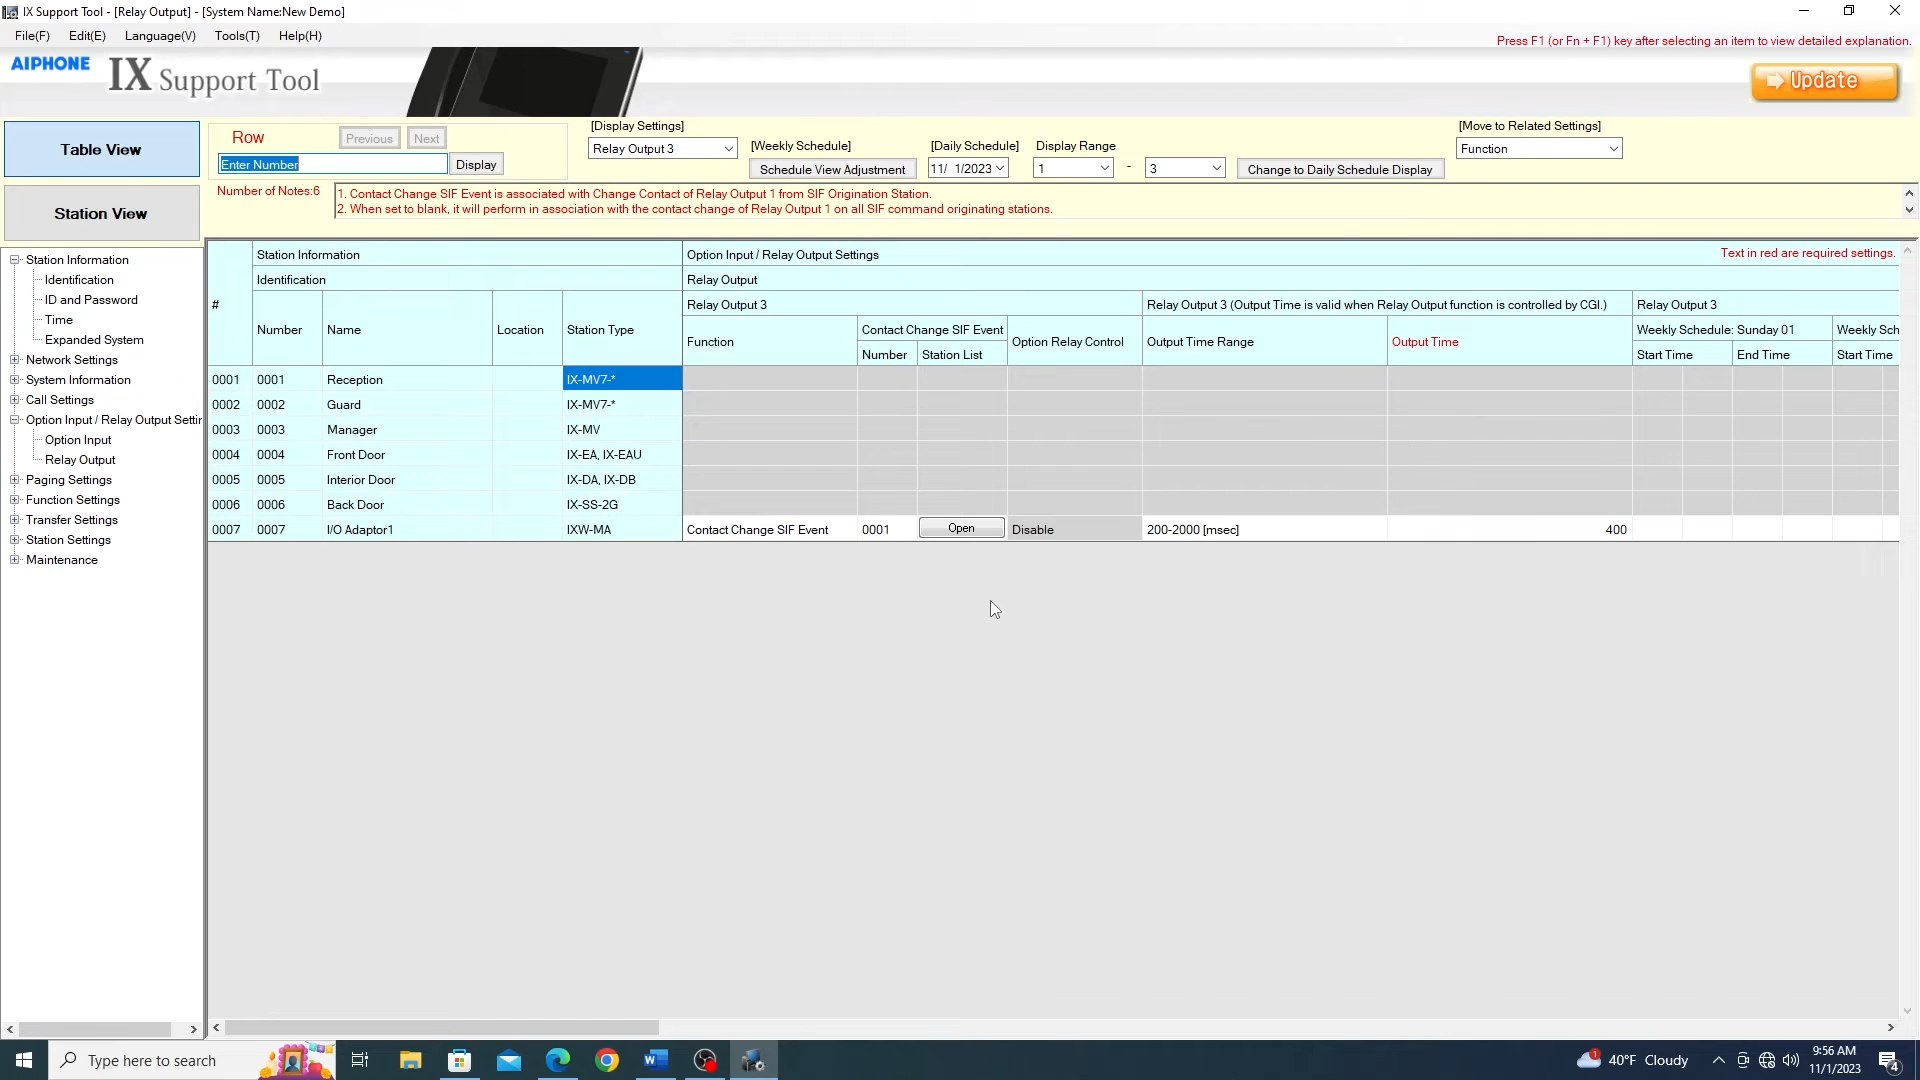 IX Support Tool - [Relay Output] - [System Name:New Demo]
File(F) Edit(E) Language(V) Tools(T) Help(H)
Press F1 (or Fn + F1) key after selecting an item to view detailed explanation.
AIPHONE IX Support Tool
Update
Table View
Station View
Row Previous Next
Enter Number Display
[Display Settings]
Relay Output 3
[Weekly Schedule]
Schedule View Adjustment
[Daily Schedule]
11/ 1/2023
Display Range
1 - 3
Change to Daily Schedule Display
[Move to Related Settings]
Function
Number of Notes:6
1. Contact Change SIF Event is associated with Change Contact of Relay Output 1 from SIF Origination Station.
2. When set to blank, it will perform in association with the contact change of Relay Output 1 on all SIF command originating stations.
Station Information
Identification
ID and Password
Time
Expanded System
Network Settings
System Information
Call Settings
Option Input / Relay Output Settin
Option Input
Relay Output
Paging Settings
Function Settings
Transfer Settings
Station Settings
Maintenance
Station Information Option Input / Relay Output Settings Text in red are required settings.
Identification Relay Output
# Relay Output 3 Relay Output 3 (Output Time is valid when Relay Output function is controlled by CGI.) Relay Output 3
Number Name Location Station Type Function Contact Change SIF Event Option Relay Control Output Time Range Output Time Weekly Schedule: Sunday 01 Weekly Sch
Number Station List Start Time End Time Start Time
0001 0001 Reception IX-MV7-*
0002 0002 Guard IX-MV7-*
0003 0003 Manager IX-MV
0004 0004 Front Door IX-EA, IX-EAU
0005 0005 Interior Door IX-DA, IX-DB
0006 0006 Back Door IX-SS-2G
0007 0007 I/O Adaptor1 IXW-MA Contact Change SIF Event 0001 Open Disable 200-2000 [msec] 400
Type here to search
1
40°F Cloudy
9:56 AM
11/1/2023
4